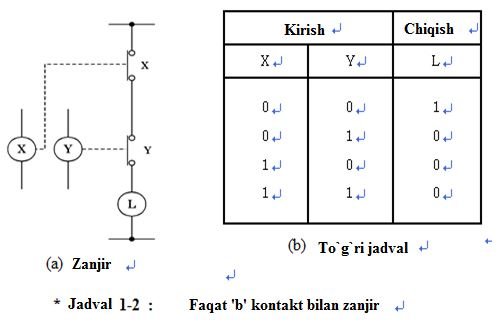 Kirish Chiqish
X Y L
X
0 0 1
0 1 0
X Y Y
1 0 0
1 1 0
L
(b) To`g`ri jadval
(a) Zanjir
* Jadval 1-2 : Faqat 'b' kontakt bilan zanjir